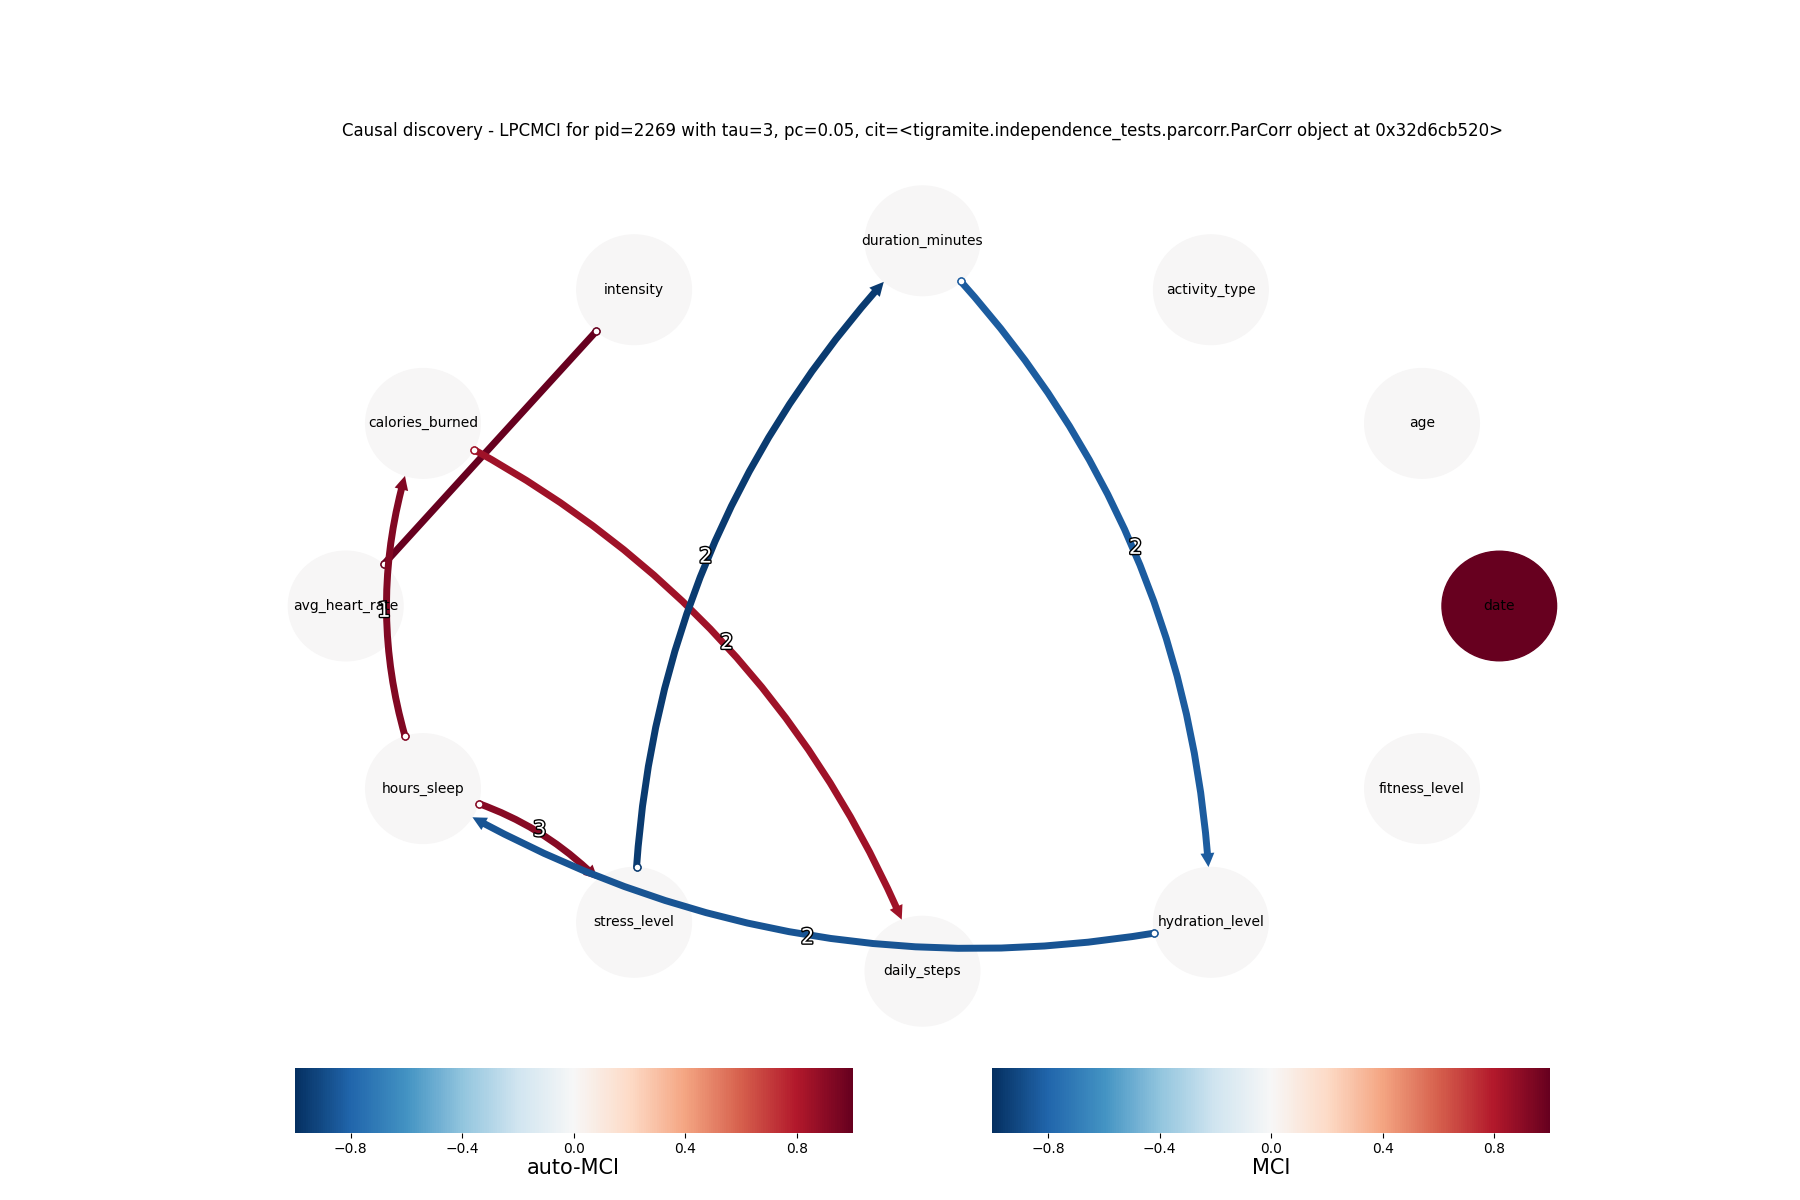 Causal discovery - LPCMCI for pid=2269 with tau=3, pc=0.05, cit=<tigramite.independence_tests.parcorr.ParCorr object at 0x32d6cb520>
duration_minutes
intensity
activity_type
calories_burned
age
2
2
avg_heart_rate
1
date
2
hours_sleep
fitness_level
3
stress_level
hydration_level
2
daily_steps
−0.8 −0.4 0.0 0.4 0.8
auto-MCI
−0.8 −0.4 0.0 0.4 0.8
MCI